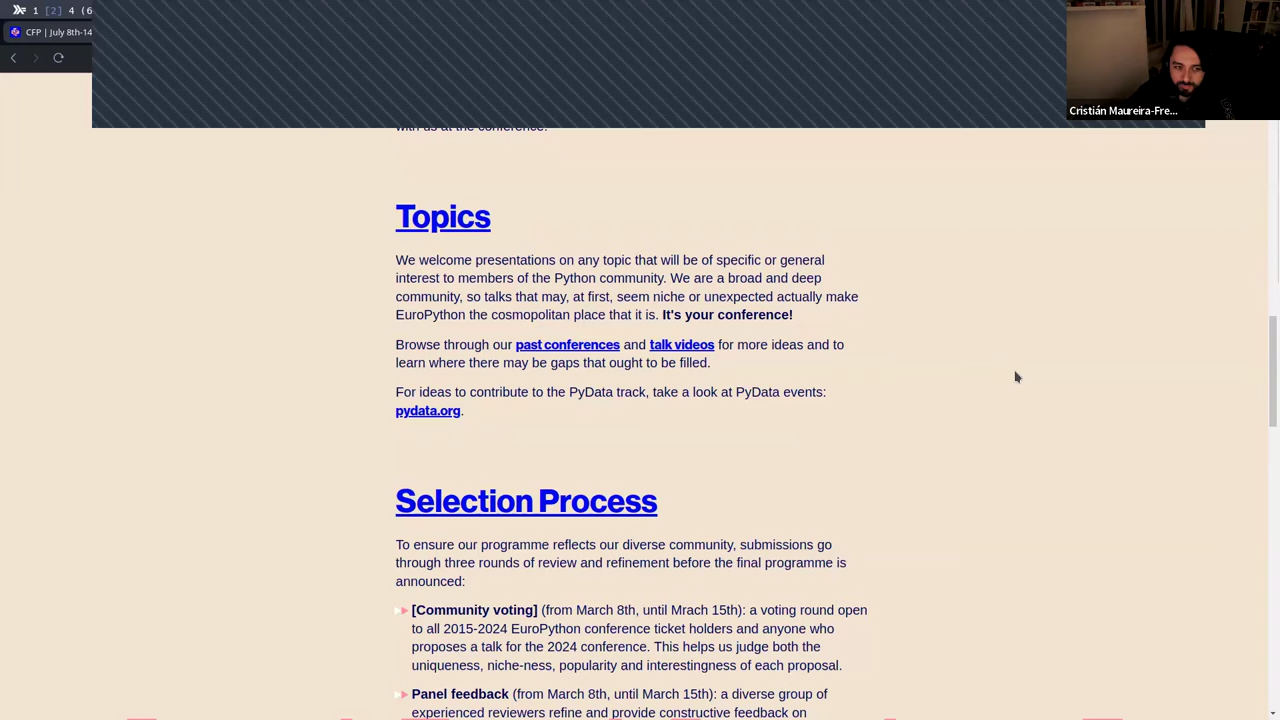 1 [2] 4 (6
CFP | July 8th-14
Cristián Maureira-Fre...
with us at the conference.
Topics
We welcome presentations on any topic that will be of specific or general
interest to members of the Python community. We are a broad and deep
community, so talks that may, at first, seem niche or unexpected actually make
EuroPython the cosmopolitan place that it is. It's your conference!
Browse through our past conferences and talk videos for more ideas and to
learn where there may be gaps that ought to be filled.
For ideas to contribute to the PyData track, take a look at PyData events:
pydata.org.
Selection Process
To ensure our programme reflects our diverse community, submissions go
through three rounds of review and refinement before the final programme is
announced:
[Community voting] (from March 8th, until Mrach 15th): a voting round open
to all 2015-2024 EuroPython conference ticket holders and anyone who
proposes a talk for the 2024 conference. This helps us judge both the
uniqueness, niche-ness, popularity and interestingness of each proposal.
Panel feedback (from March 8th, until March 15th): a diverse group of
experienced reviewers refine and provide constructive feedback on